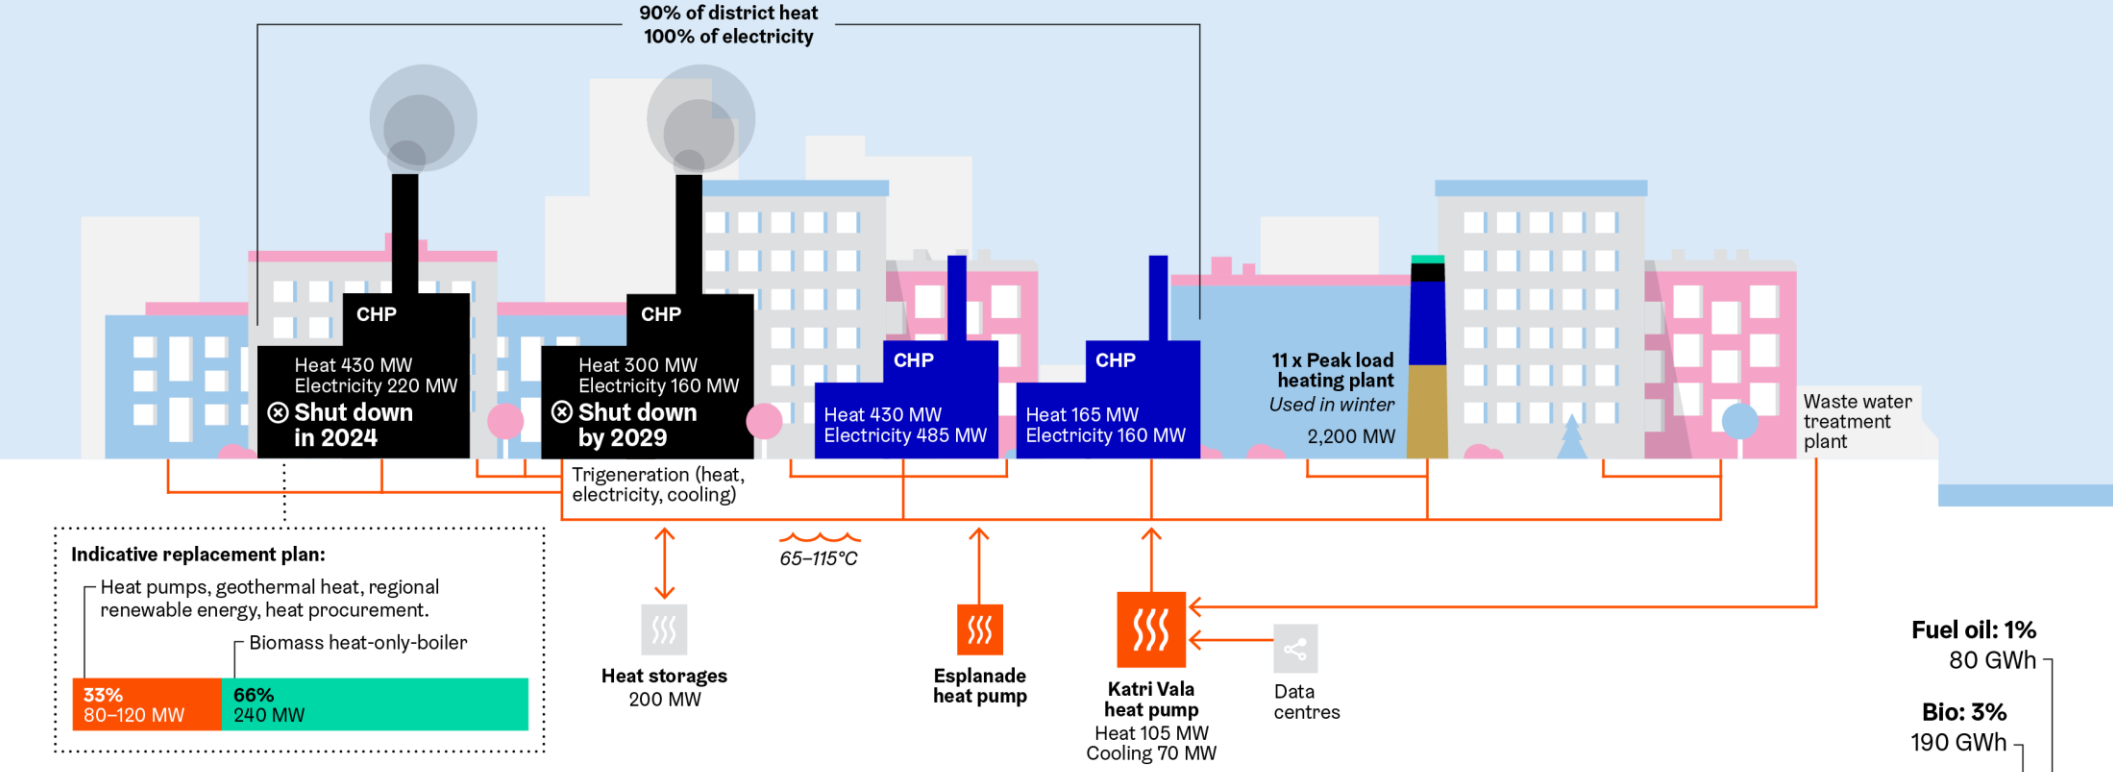 90% of district heat
100% of electricity
CHP
Heat 430 MW
Electricity 220 MW
Shut down
in 2024
CHP
Heat 300 MW
Electricity 160 MW
Shut down
by 2029
CHP
Heat 430 MW
Electricity 485 MW
CHP
Heat 165 MW
Electricity 160 MW
11 x Peak load
heating plant
Used in winter
2,200 MW
Waste water
treatment
plant
Trigeneration (heat,
electricity, cooling)
65–115°C
Indicative replacement plan:
Heat pumps, geothermal heat, regional
renewable energy, heat procurement.
Biomass heat-only-boiler
33%
80–120 MW
66%
240 MW
Heat storages
200 MW
Esplanade
heat pump
Katri Vala
heat pump
Heat 105 MW
Cooling 70 MW
Data
centres
Fuel oil: 1%
80 GWh
Bio: 3%
190 GWh